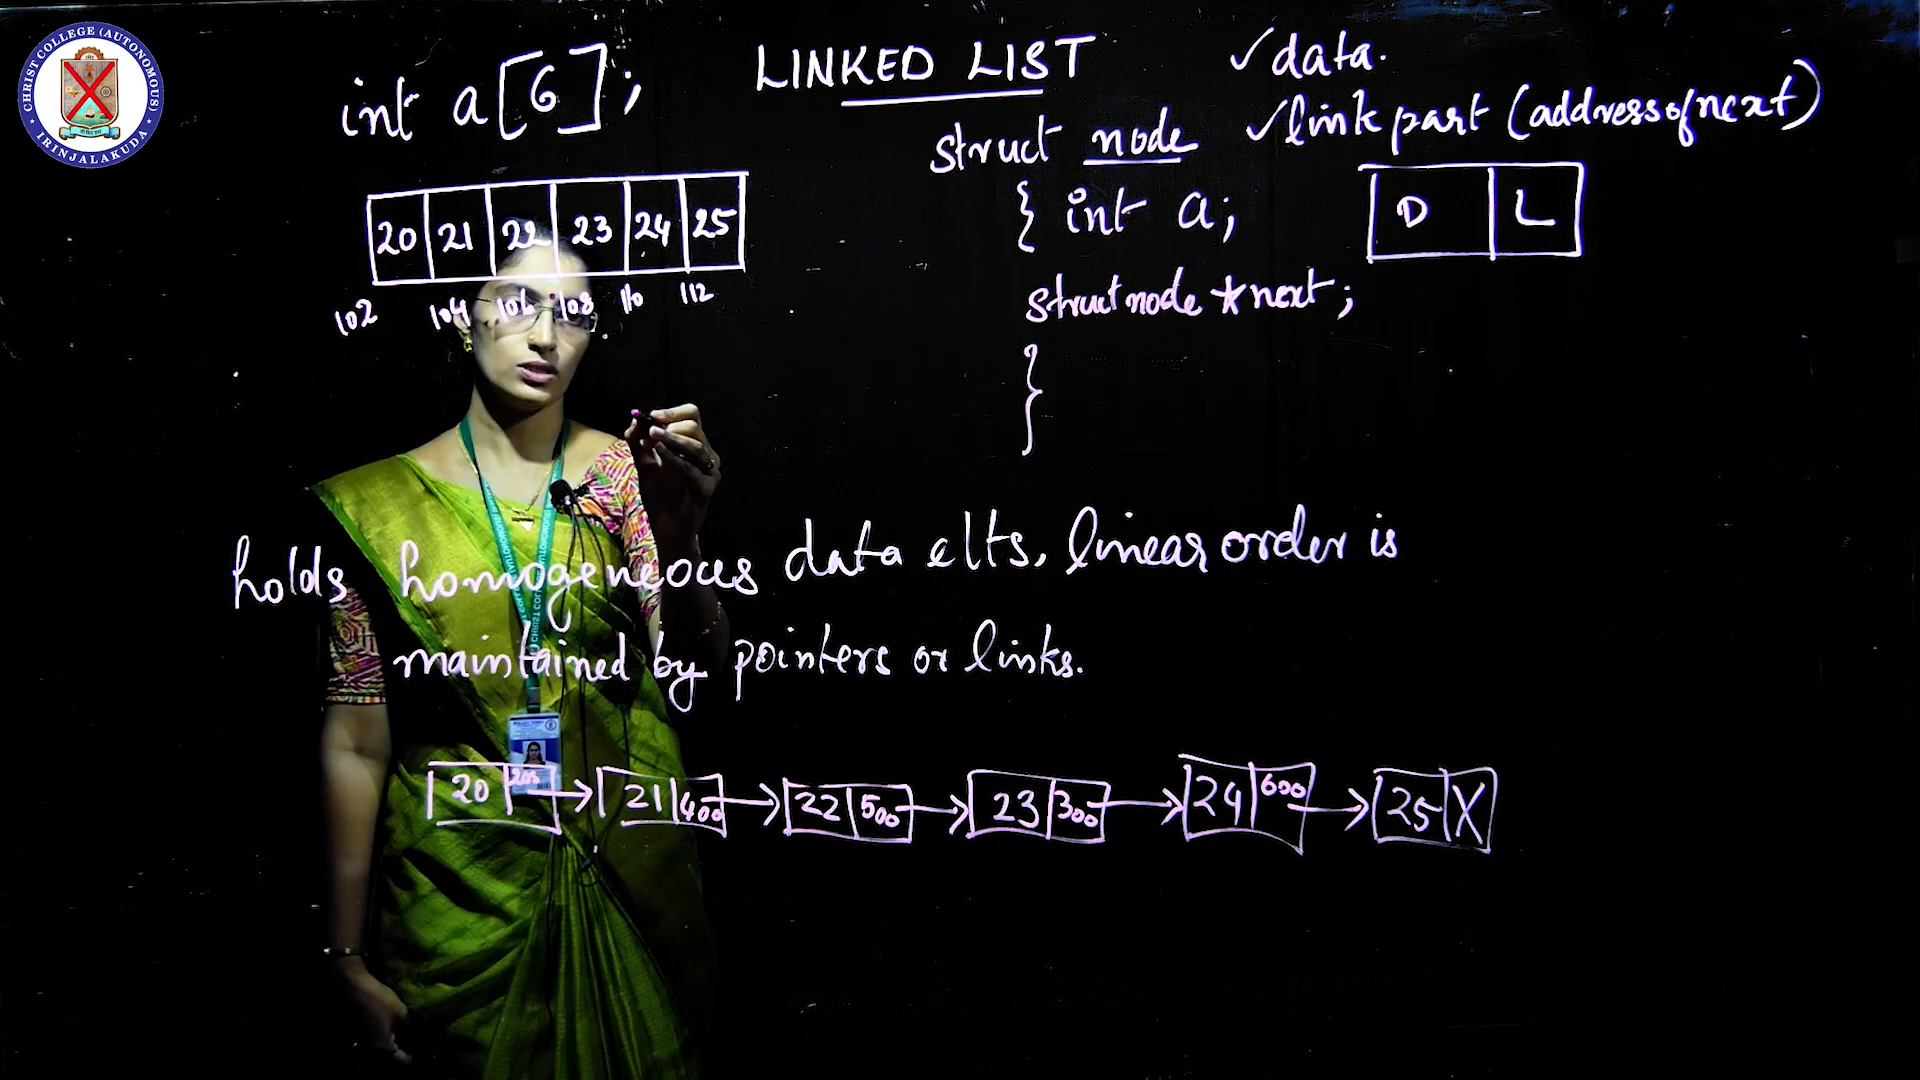 CHRIST COLLEGE (AUTONOMOUS)
IRINJALAKUDA
int a[6];
LINKED LIST
✓data.
✓link part (address of next)
struct node
{ int a;
struct node *next;
}
D L
20 21 22 23 24 25
102 104 106 108 110 112
holds homogeneous data elts, linear order is
maintained by pointers or links.
20 203 → 21 400 → 22 500 → 23 300 → 24 600 → 25 X